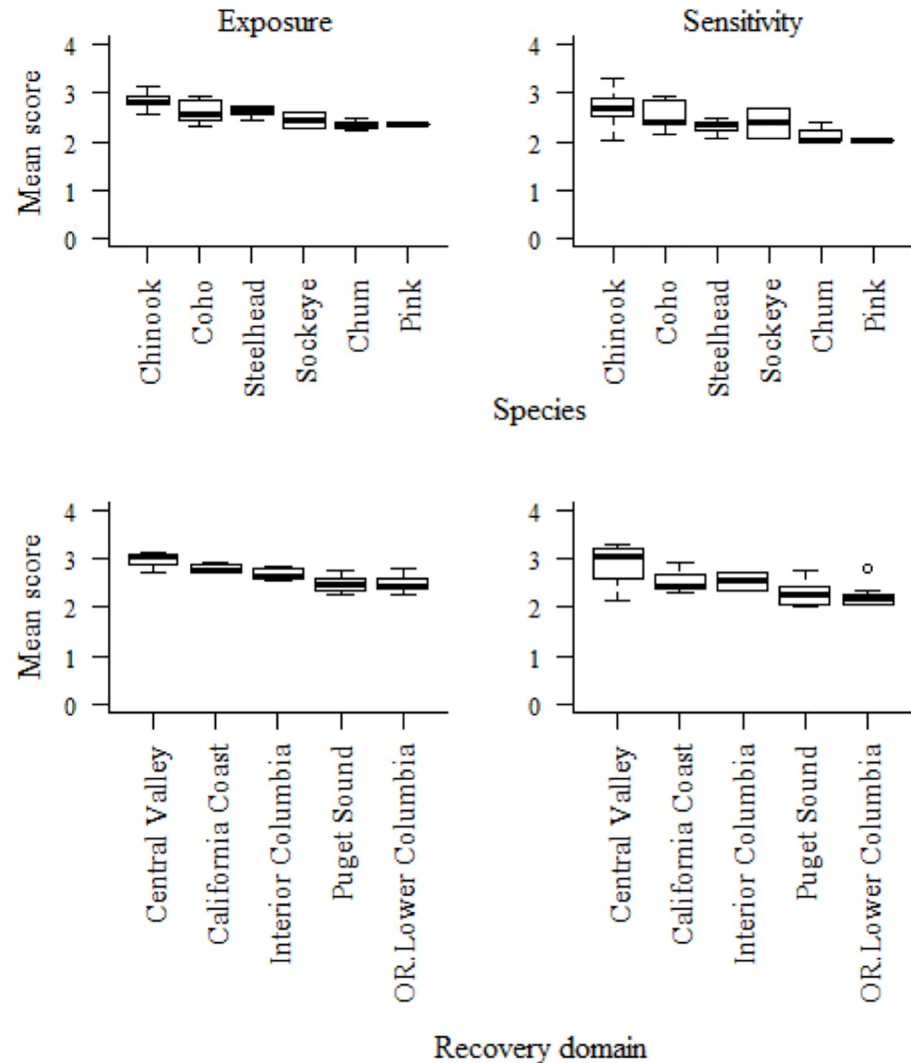 Exposure
Sensitivity
Mean score
4
3
2
1
0
4
3
2
1
0
Chinook
Coho
Steelhead
Sockeye
Chum
Pink
Chinook
Coho
Steelhead
Sockeye
Chum
Pink
Species
Mean score
4
3
2
1
0
4
3
2
1
0
Central Valley
California Coast
Interior Columbia
Puget Sound
OR.Lower Columbia
Central Valley
California Coast
Interior Columbia
Puget Sound
OR.Lower Columbia
Recovery domain